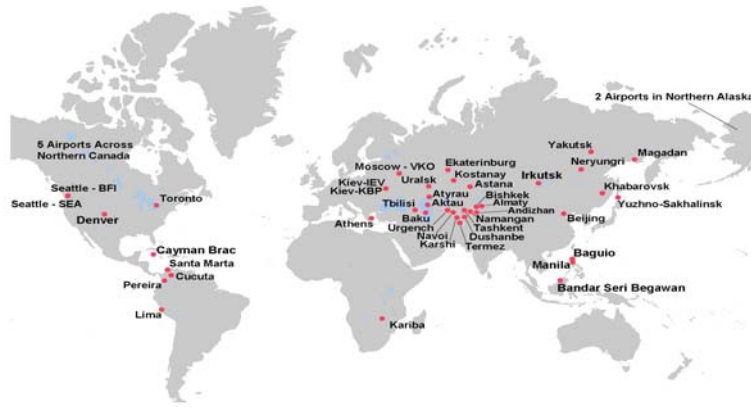 2 Airports in Northern Alaska
5 Airports Across
Northern Canada
Seattle - BFI
Seattle - SEA
Toronto
Denver
Cayman Brac
Santa Marta
Cucuta
Pereira
Lima
Moscow - VKO
Kiev-IEV
Kiev-KBP
Uralsk
Ekaterinburg
Kostanay
Astana
Atyrau
Aktau
Tbilisi
Baku
Athens
Urgench
Navoi
Karshi
Bishkek
Almaty
Andizhan
Namangan
Tashkent
Dushanbe
Termez
Irkutsk
Yakutsk
Neryungri
Magadan
Khabarovsk
Yuzhno-Sakhalinsk
Beijing
Baguio
Manila
Bandar Seri Begawan
Kariba